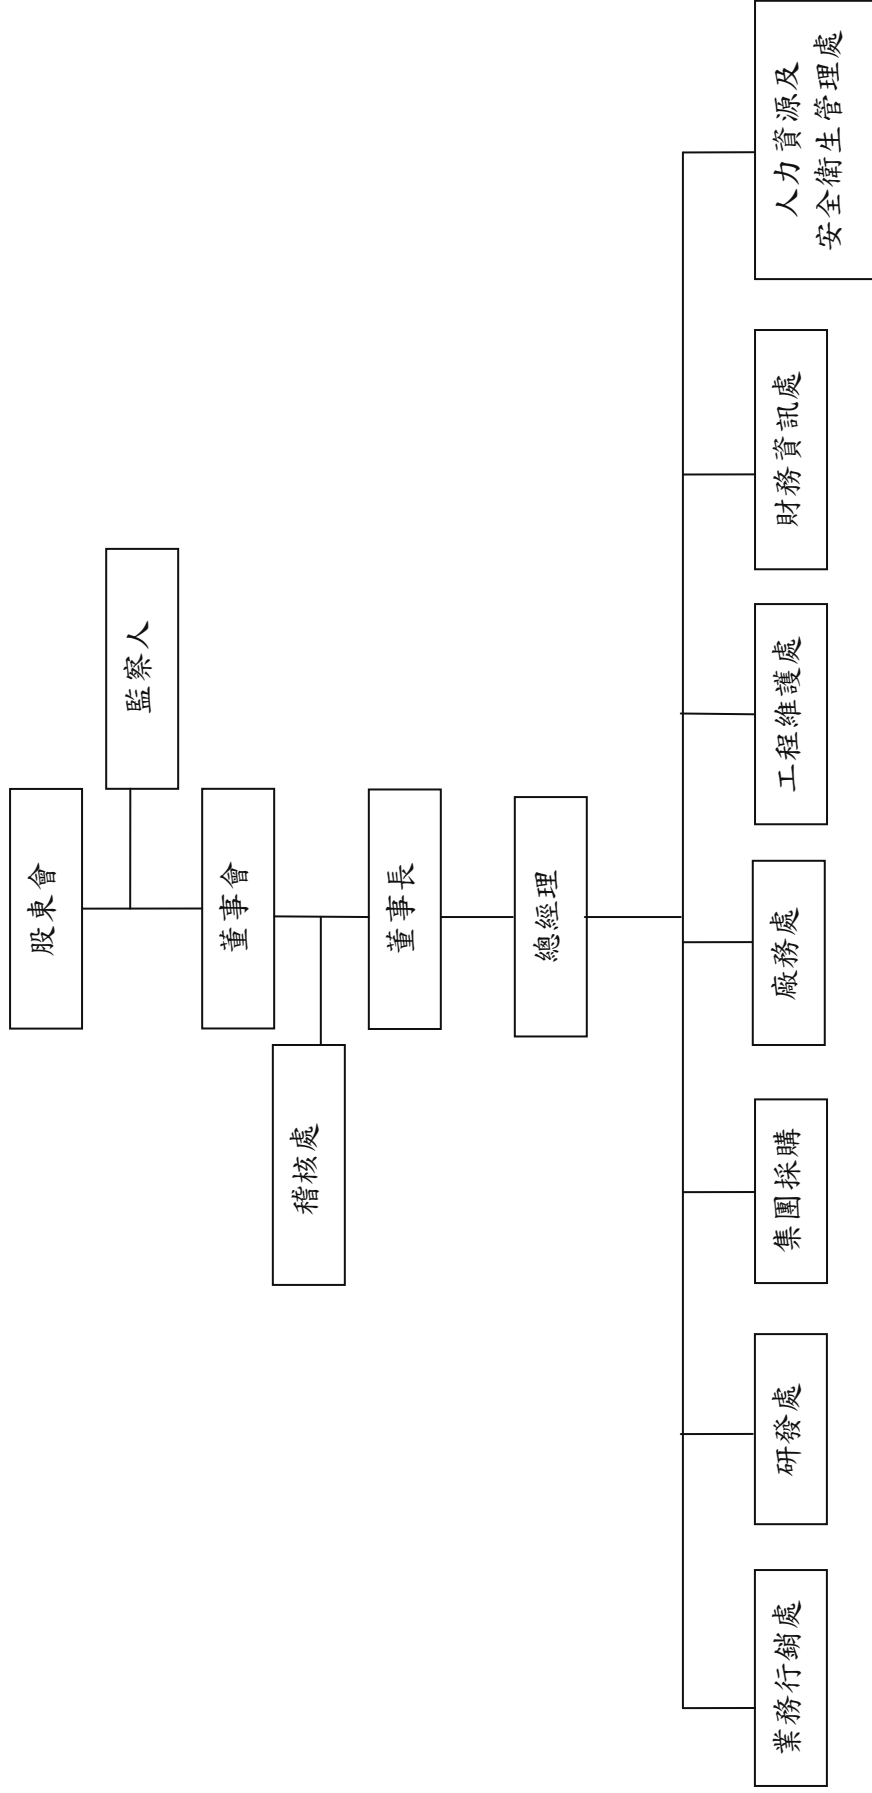 股東會
監察人
董事會
稽核處
董事長
總經理
業務行銷處
研發處
集團採購
廠務處
工程維護處
財務資訊處
人力資源及
安全衛生管理處